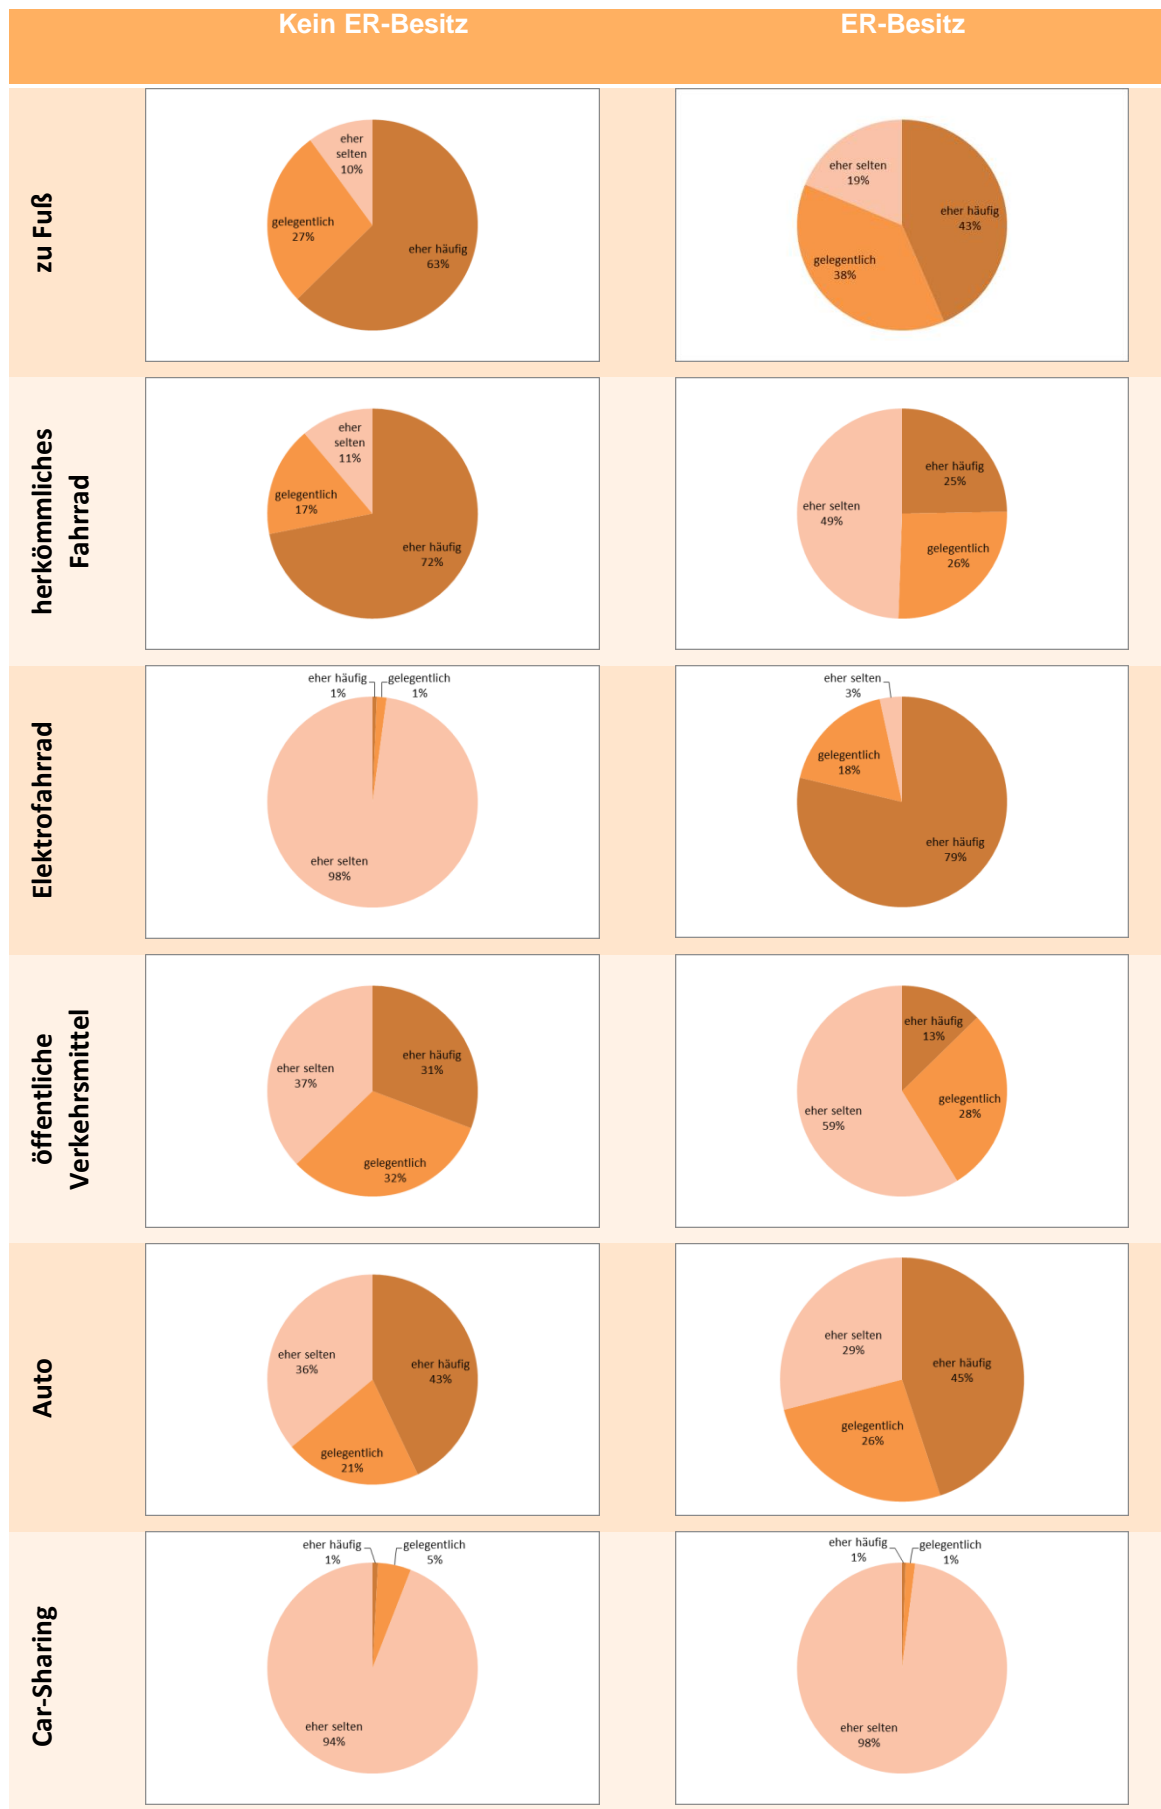 Kein ER-Besitz
ER-Besitz
zu Fuß
eher
selten
10%
gelegentlich
27%
eher häufig
63%
eher selten
19%
eher häufig
43%
gelegentlich
38%
herkömmliches
Fahrrad
eher
selten
11%
gelegentlich
17%
eher häufig
72%
eher häufig
25%
eher selten
49%
gelegentlich
26%
Elektrofahrrad
eher häufig
1%
gelegentlich
1%
eher selten
98%
eher selten
3%
gelegentlich
18%
eher häufig
79%
öffentliche
Verkehrsmittel
eher häufig
31%
eher selten
37%
gelegentlich
32%
eher häufig
13%
gelegentlich
28%
eher selten
59%
Auto
eher selten
36%
eher häufig
43%
gelegentlich
21%
eher selten
29%
eher häufig
45%
gelegentlich
26%
Car-Sharing
eher häufig
1%
gelegentlich
5%
eher selten
94%
eher häufig
1%
gelegentlich
1%
eher selten
98%